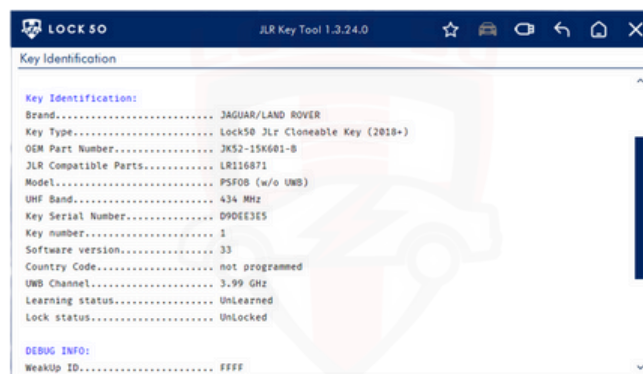 LOCK 50 JLR Key Tool 1.3.24.0
Key Identification
Key Identification:
Brand.......................... JAGUAR/LAND ROVER
Key Type....................... Lock50 JLr Cloneable Key (2018+)
OEM Part Number................ JK52-15K601-B
JLR Compatible Parts........... LR116871
Model.......................... PSFOB (w/o UWB)
UHF Band....................... 434 MHz
Key Serial Number.............. D9DEE3E5
Key number..................... 1
Software version............... 33
Country Code................... not programmed
UWB Channel.................... 3.99 GHz
Learning status................ UnLearned
Lock status.................... UnLocked
DEBUG INFO:
WeakUp ID...................... FFFF